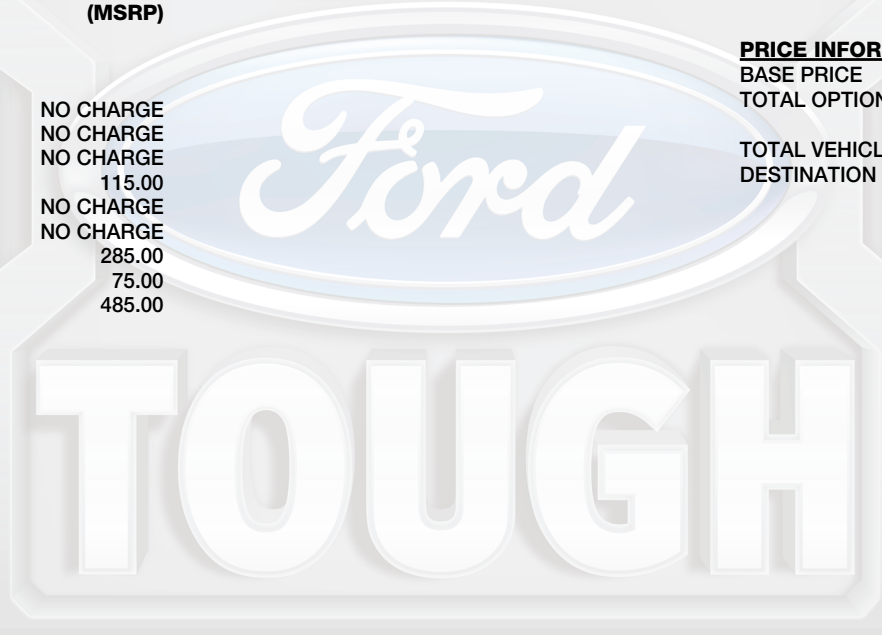 (MSRP)
NO CHARGE
NO CHARGE
NO CHARGE
115.00
NO CHARGE
NO CHARGE
285.00
75.00
485.00
PRICE INFOR
BASE PRICE
TOTAL OPTION
TOTAL VEHICL
DESTINATION
Ford
TOUGH